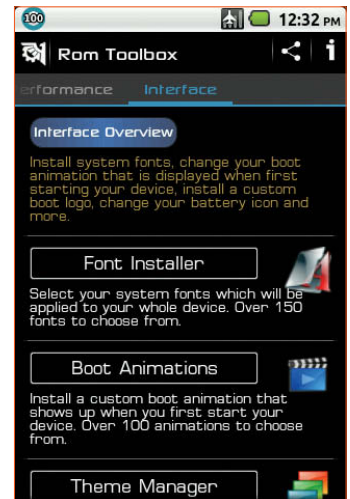 100
12:32 PM
Rom Toolbox
i
erformance Interface
Interface Overview
Install system fonts, change your boot
animation that is displayed when first
starting your device, install a custom
boot logo, change your battery icon and
more.
Font Installer
Select your system fonts which will be
applied to your whole device. Over 150
fonts to choose from.
Boot Animations
Install a custom boot animation that
shows up when you first start your
device. Over 100 animations to choose
from.
Theme Manager